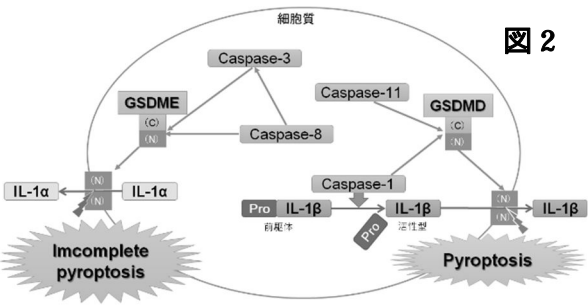 細胞質
図 2
Caspase-3
GSDME
(C)
(N)
Caspase-8
Caspase-11
GSDMD
(C)
(N)
IL-1α
(N)
(N)
IL-1α
Caspase-1
Pro IL-1β
前駆体
Pro
IL-1β
活性型
(N)
(N)
IL-1β
Imcomplete
pyroptosis
Pyroptosis